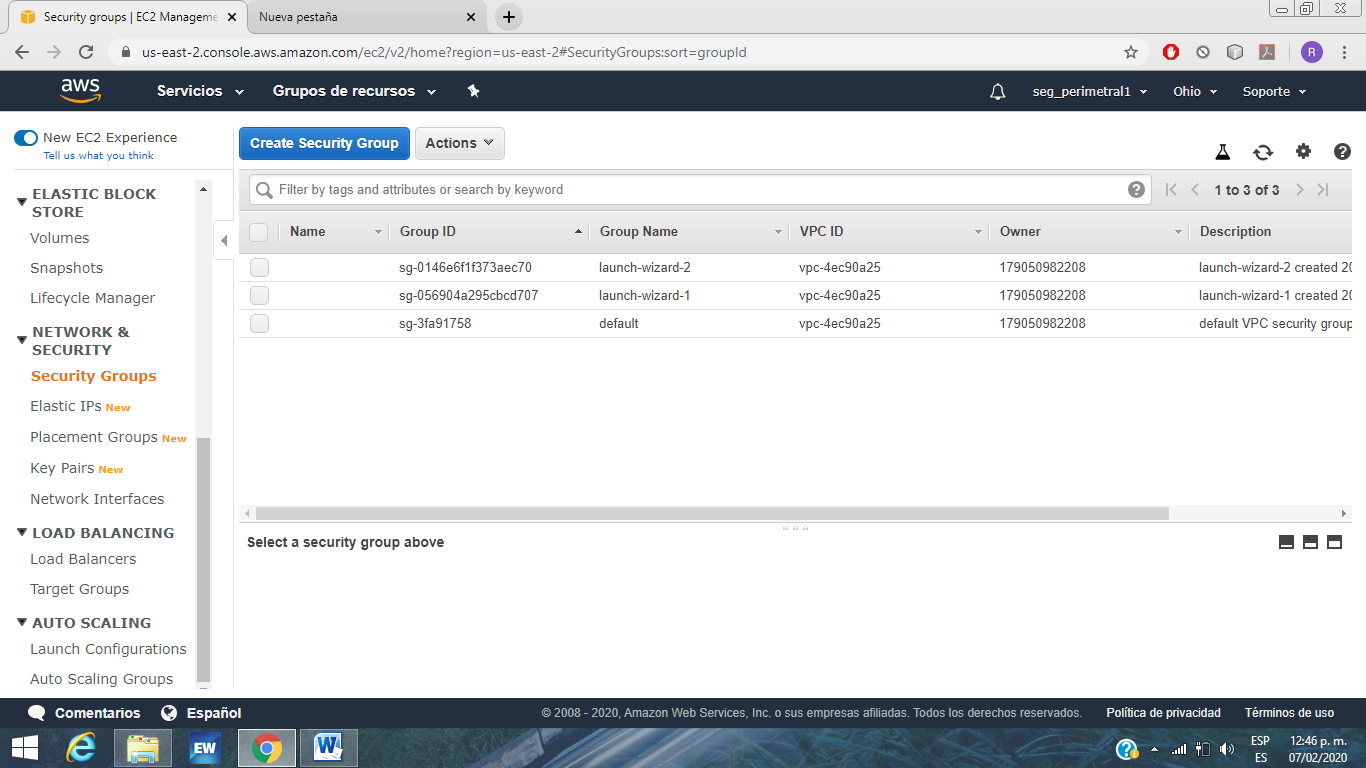 Security groups | EC2 Manageme
Nueva pestaña
us-east-2.console.aws.amazon.com/ec2/v2/home?region=us-east-2#SecurityGroups:sort=groupId
R
aws
Servicios
Grupos de recursos
seg_perimetral1
Ohio
Soporte
New EC2 Experience
Tell us what you think
ELASTIC BLOCK
STORE
Volumes
Snapshots
Lifecycle Manager
NETWORK &
SECURITY
Security Groups
Elastic IPs New
Placement Groups New
Key Pairs New
Network Interfaces
LOAD BALANCING
Load Balancers
Target Groups
AUTO SCALING
Launch Configurations
Auto Scaling Groups
Create Security Group
Actions
Filter by tags and attributes or search by keyword
1 to 3 of 3
Name Group ID Group Name VPC ID Owner Description
sg-0146e6f1f373aec70 launch-wizard-2 vpc-4ec90a25 179050982208 launch-wizard-2 created 20
sg-056904a295cbcd707 launch-wizard-1 vpc-4ec90a25 179050982208 launch-wizard-1 created 20
sg-3fa91758 default vpc-4ec90a25 179050982208 default VPC security group
Select a security group above
Comentarios
Español
© 2008 - 2020, Amazon Web Services, Inc. o sus empresas afiliadas. Todos los derechos reservados.
Política de privacidad
Términos de uso
EW
W
ESP
ES
12:46 p. m.
07/02/2020